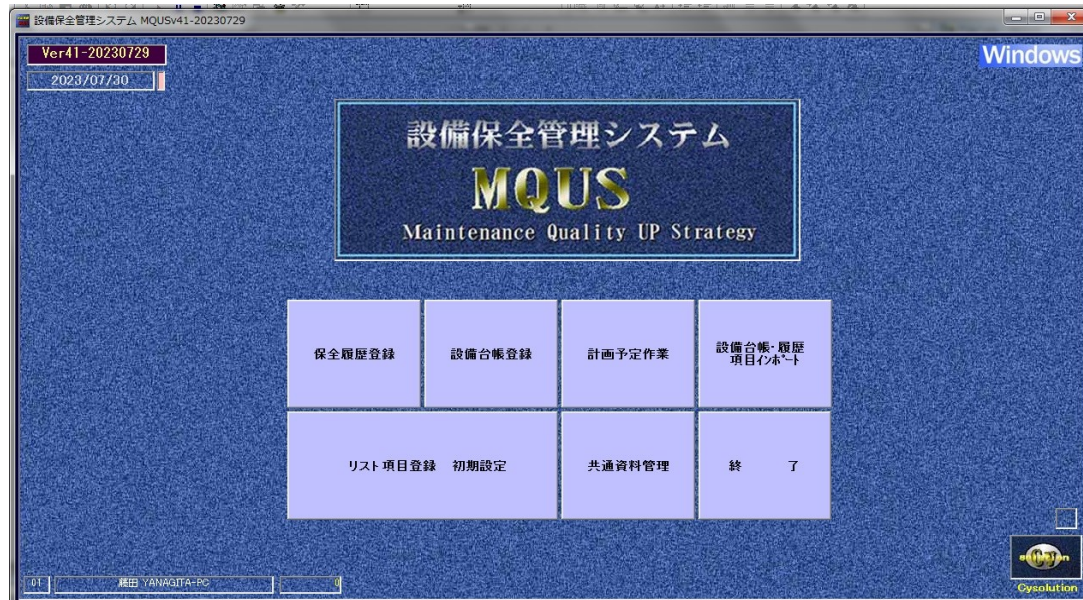 設備保全管理システム MQUSv41-20230729
Ver41-20230729
Windows
2023/07/30
設備保全管理システム
MQUS
Maintenance Quality UP Strategy
保全履歴登録
設備台帳登録
計画予定作業
設備台帳・履歴
項目ｲﾝﾎﾟｰﾄ
リスト項目登録 初期設定
共通資料管理
終 了
01
藤田 YANAGITA-PC
0
Cysolution